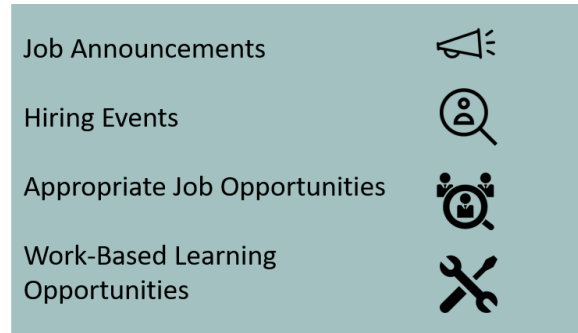 Job Announcements
Hiring Events
Appropriate Job Opportunities
Work-Based Learning
Opportunities